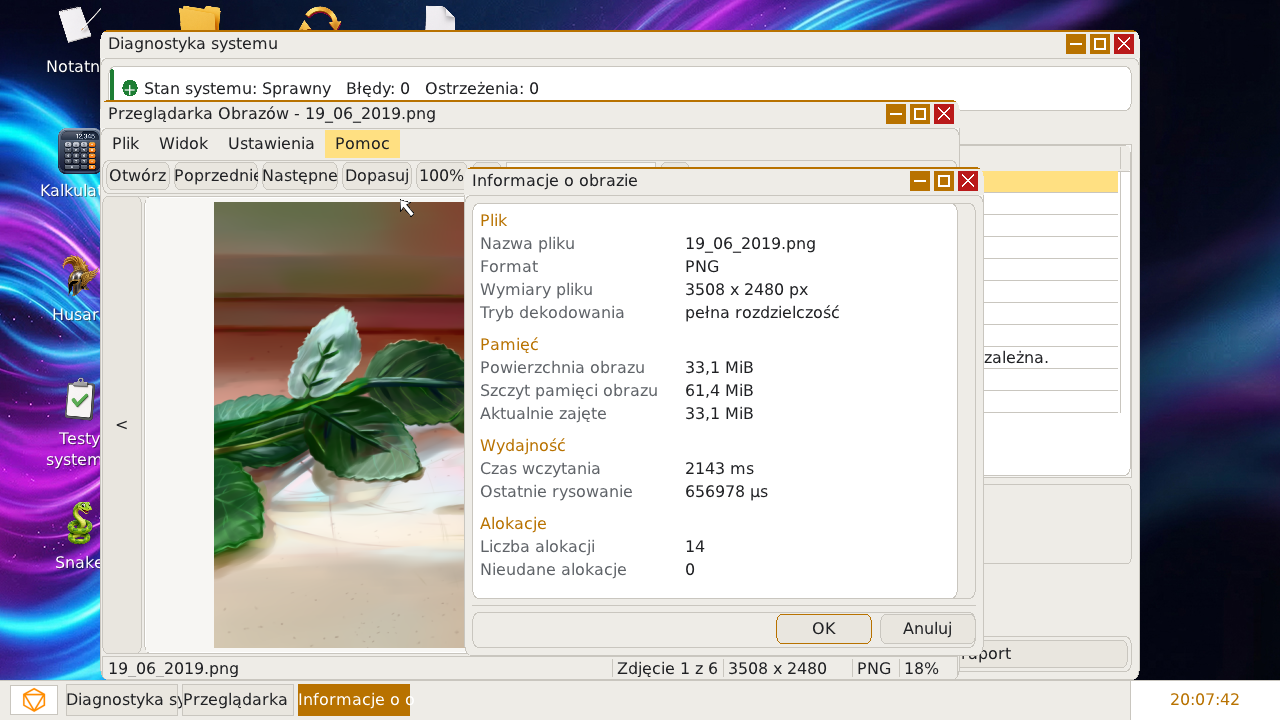 Notatn
Kalkula
Husar
Testy
system
Snake
Diagnostyka systemu
Stan systemu: Sprawny Błędy: 0 Ostrzeżenia: 0
Przeglądarka Obrazów - 19_06_2019.png
Plik Widok Ustawienia Pomoc
Otwórz Poprzednie Następne Dopasuj 100%
<
Informacje o obrazie
Plik
Nazwa pliku 19_06_2019.png
Format PNG
Wymiary pliku 3508 x 2480 px
Tryb dekodowania pełna rozdzielczość
Pamięć
Powierzchnia obrazu 33,1 MiB
Szczyt pamięci obrazu 61,4 MiB
Aktualnie zajęte 33,1 MiB
Wydajność
Czas wczytania 2143 ms
Ostatnie rysowanie 656978 µs
Alokacje
Liczba alokacji 14
Nieudane alokacje 0
OK Anuluj
zależna.
raport
19_06_2019.png Zdjęcie 1 z 6 3508 x 2480 PNG 18%
Diagnostyka sy Przeglądarka Informacje o o 20:07:42